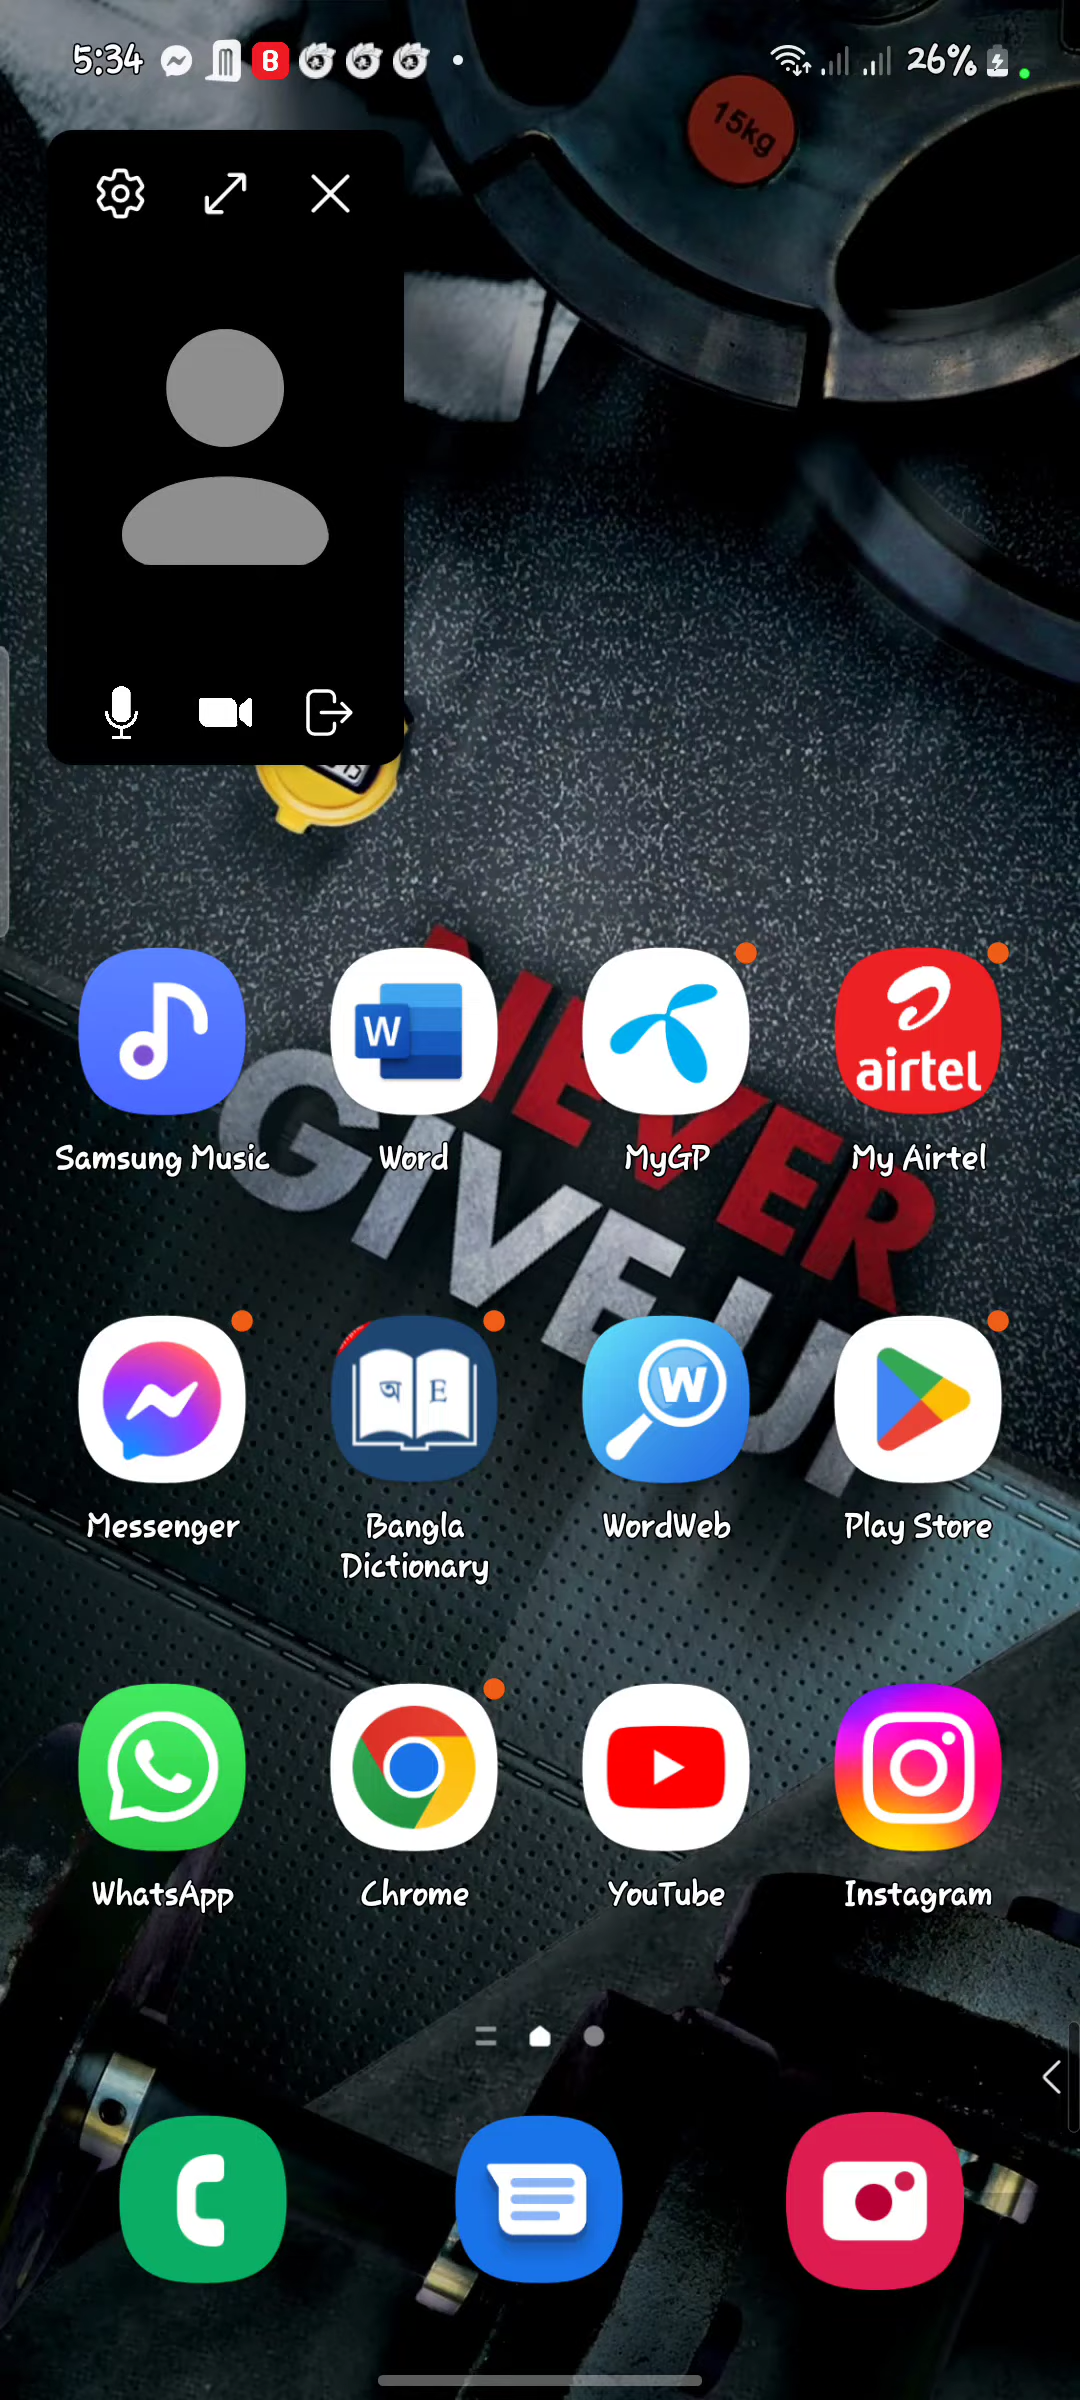 5:34 B 26%
15kg
Samsung Music
W
Word
MyGP
airtel
My Airtel
NEVER
GIVE UP
Messenger
অ E
Bangla
Dictionary
W
WordWeb
Play Store
WhatsApp
Chrome
YouTube
Instagram